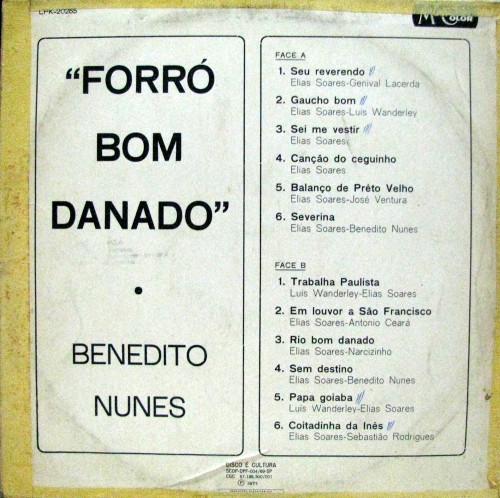 LPK-20265
COLOR
"FORRÓ
BOM
DANADO"
BENEDITO
NUNES
FACE A
1. Seu reverendo
Elias Soares-Genival Lacerda
2. Gaucho bom
Elias Soares-Luis Wanderley
3. Sei me vestir
Elias Soares
4. Canção do ceguinho
Elias Soares
5. Balanço de Prêto Velho
Elias Soares-José Ventura
6. Severina
Elias Soares-Benedito Nunes
FACE B
1. Trabalha Paulista
Luis Wanderley-Elias Soares
2. Em louvor a São Francisco
Elias Soares-Antonio Ceará
3. Rio bom danado
Elias Soares-Narcizinho
4. Sem destino
Elias Soares-Benedito Nunes
5. Papa goiaba
Luis Wanderley-Elias Soares
6. Coitadinha da Inês
Elias Soares-Sebastião Rodrigues
DISCO É CULTURA
1971